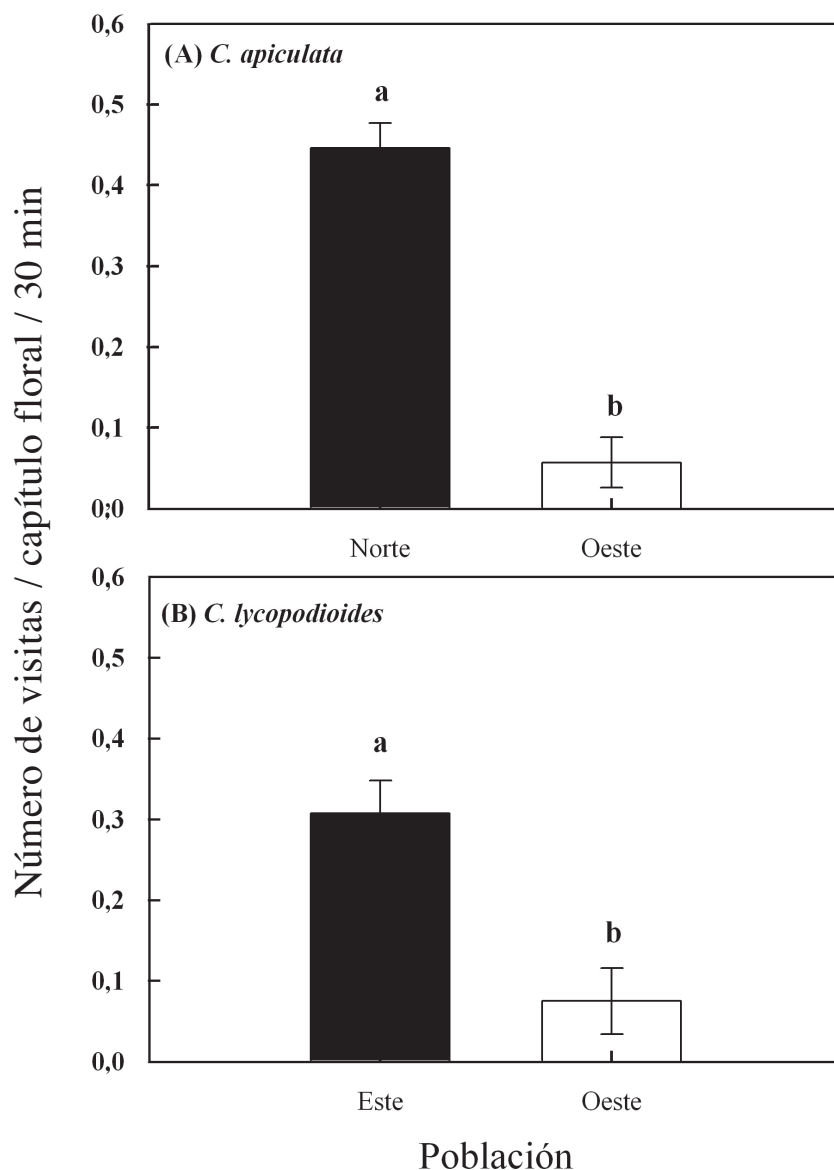 Número de visitas / capítulo floral / 30 min
(A) C. apiculata
0,6
0,5
0,4
0,3
0,2
0,1
0,0
a
b
Norte
Oeste
(B) C. lycopodioides
0,6
0,5
0,4
0,3
0,2
0,1
0,0
a
b
Este
Oeste
Población